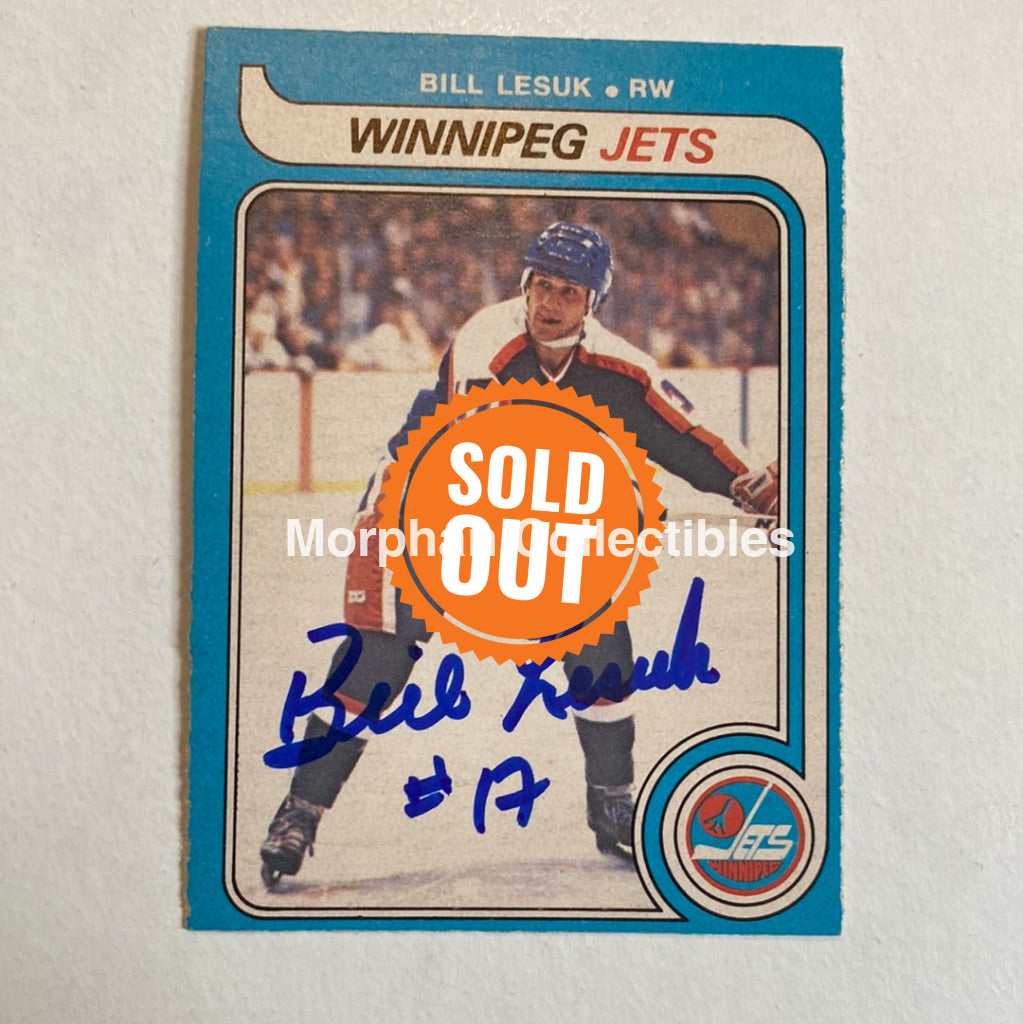 BILL LESUK • RW
WINNIPEG JETS
SOLD
OUT
Morphan Collectibles
Bill Lesuk
#17
JETS
WINNIPEG